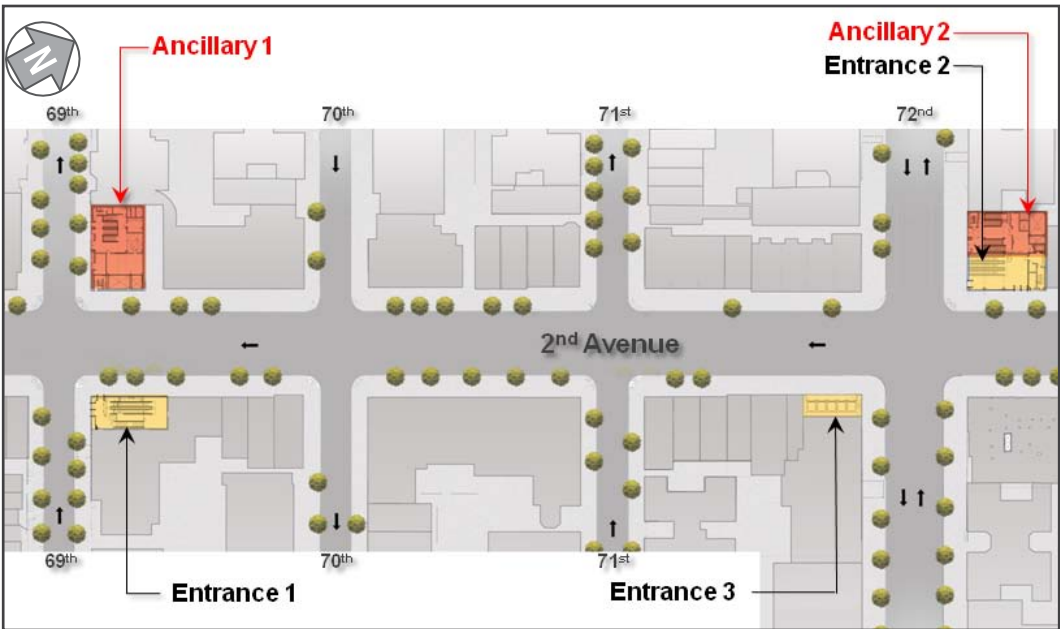 N
Ancillary 1
Ancillary 2
Entrance 2
69th
70th
71st
72nd
2nd Avenue
69th
70th
71st
Entrance 1
Entrance 3